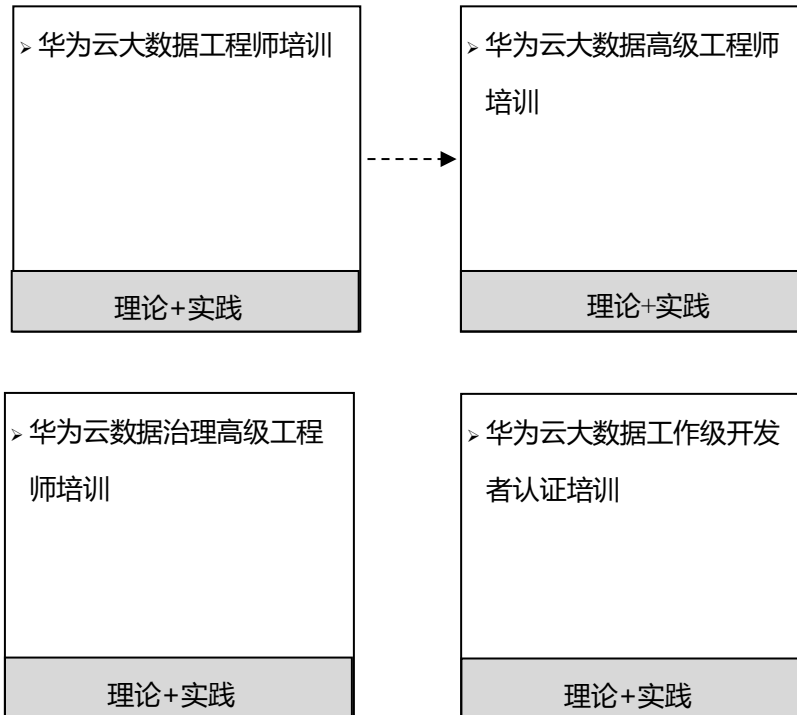 ➢ 华为云大数据工程师培训
理论+实践
➢ 华为云大数据高级工程师
培训
理论+实践
➢ 华为云数据治理高级工程
师培训
理论+实践
➢ 华为云大数据工作级开发
者认证培训
理论+实践